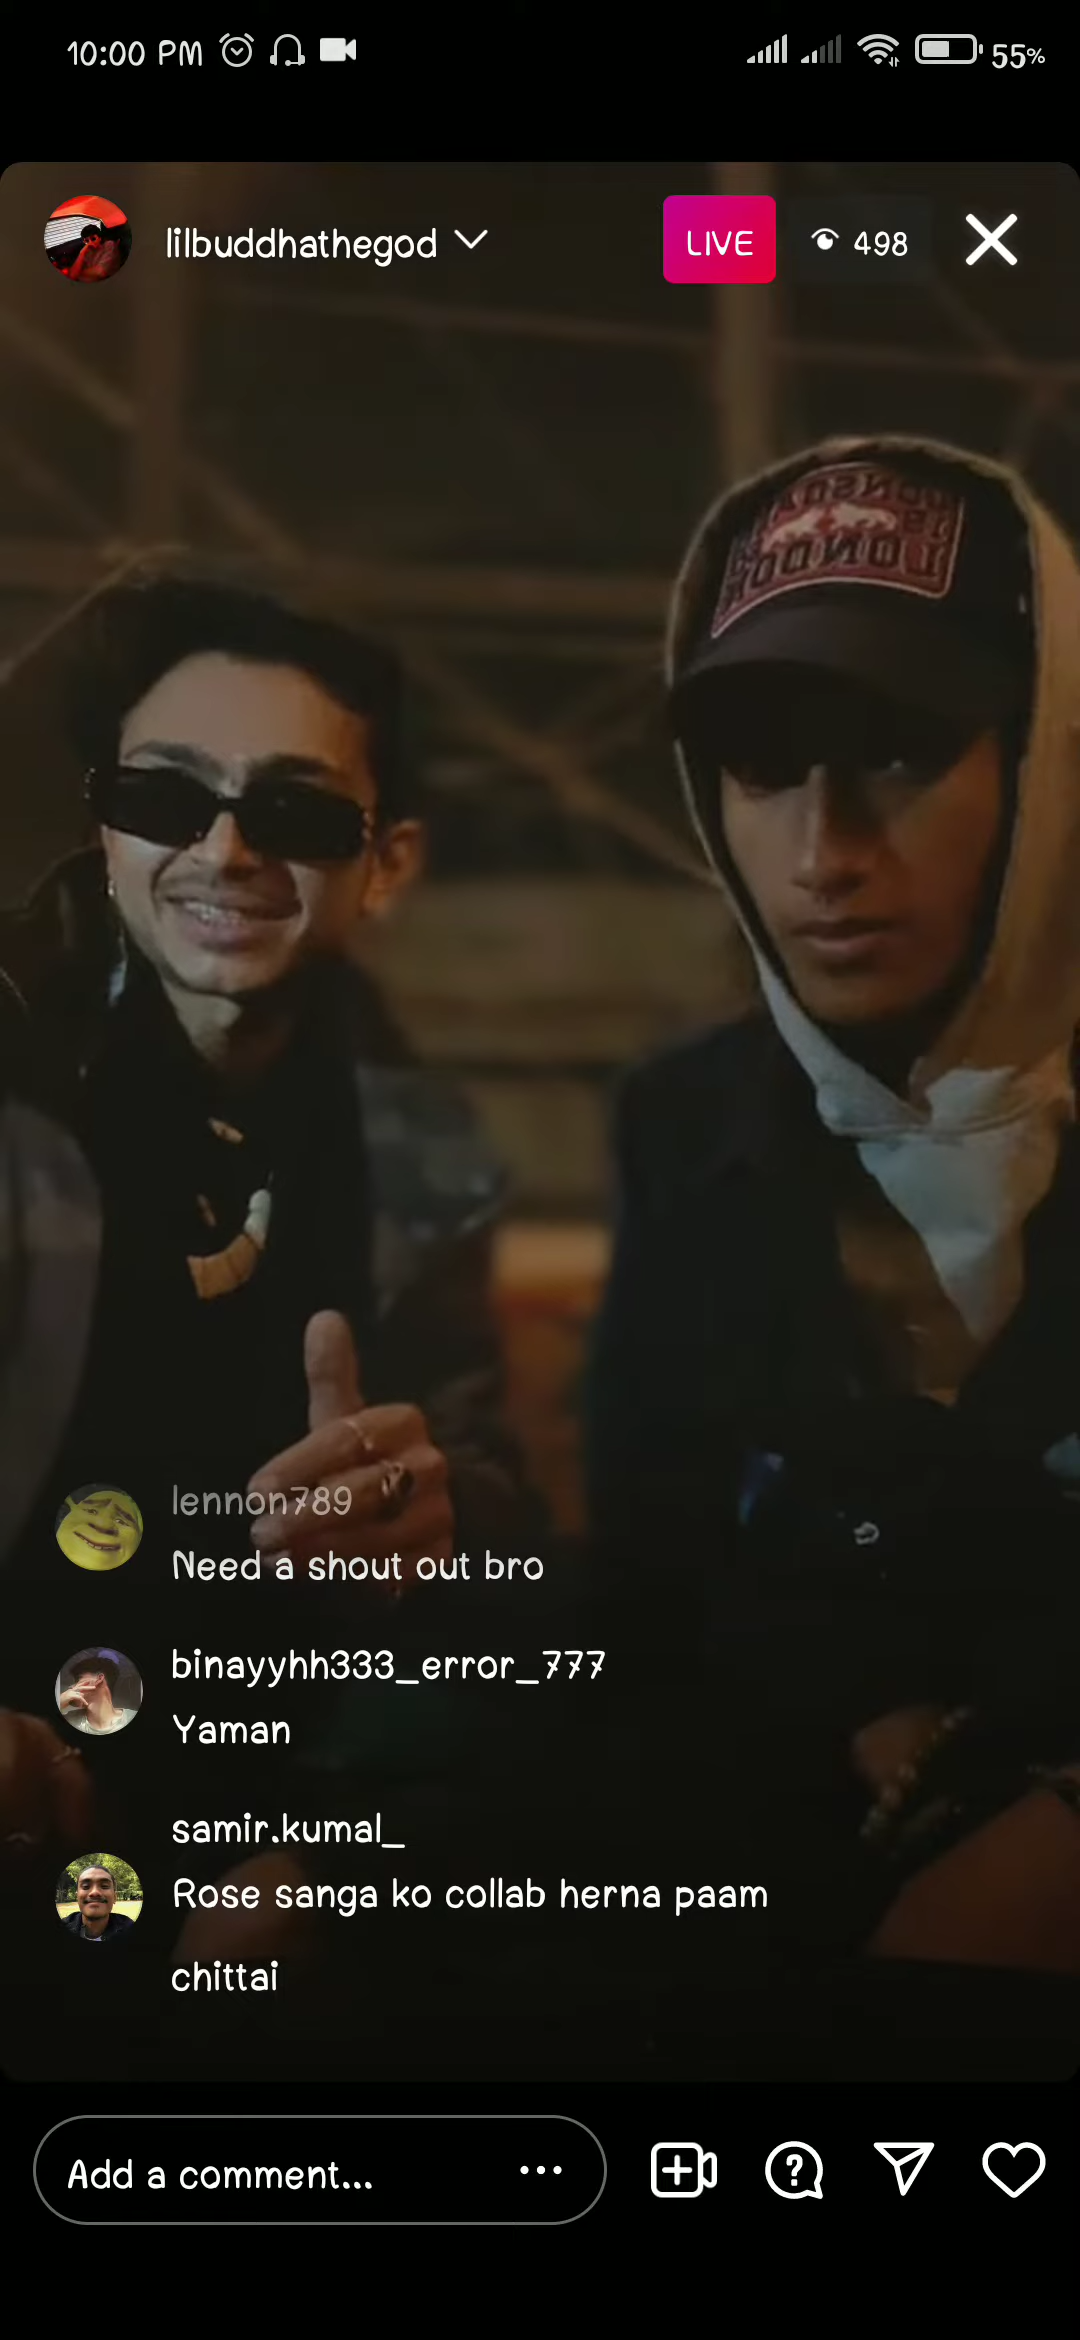 10:00 PM
55%
lilbuddhathegod
LIVE
498
LONDON
lennon789
Need a shout out bro
binayyhh333_error_777
Yaman
samir.kumal_
Rose sanga ko collab herna paam
chittai
Add a comment...